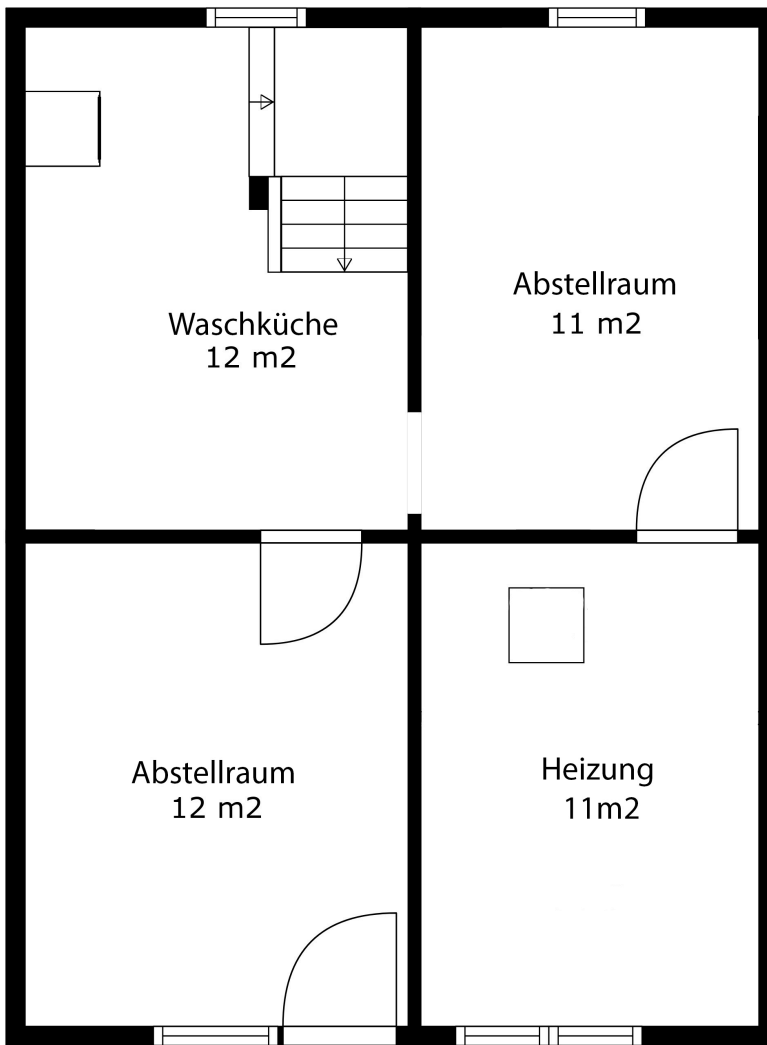 Abstellraum
11 m2
Waschküche
12 m2
Abstellraum
12 m2
Heizung
11m2